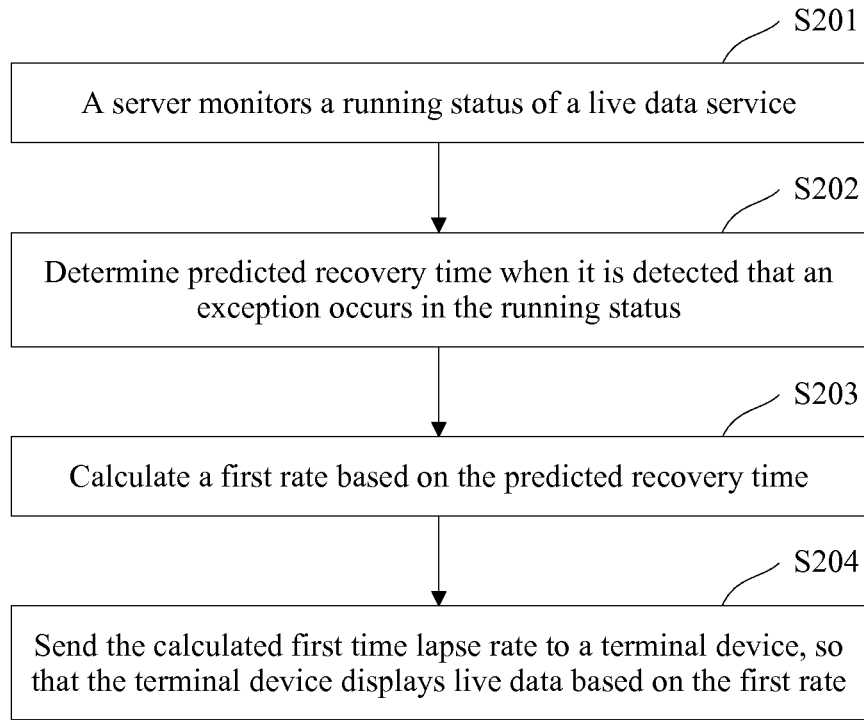 S201
A server monitors a running status of a live data service
S202
Determine predicted recovery time when it is detected that an
exception occurs in the running status
S203
Calculate a first rate based on the predicted recovery time
S204
Send the calculated first time lapse rate to a terminal device, so
that the terminal device displays live data based on the first rate